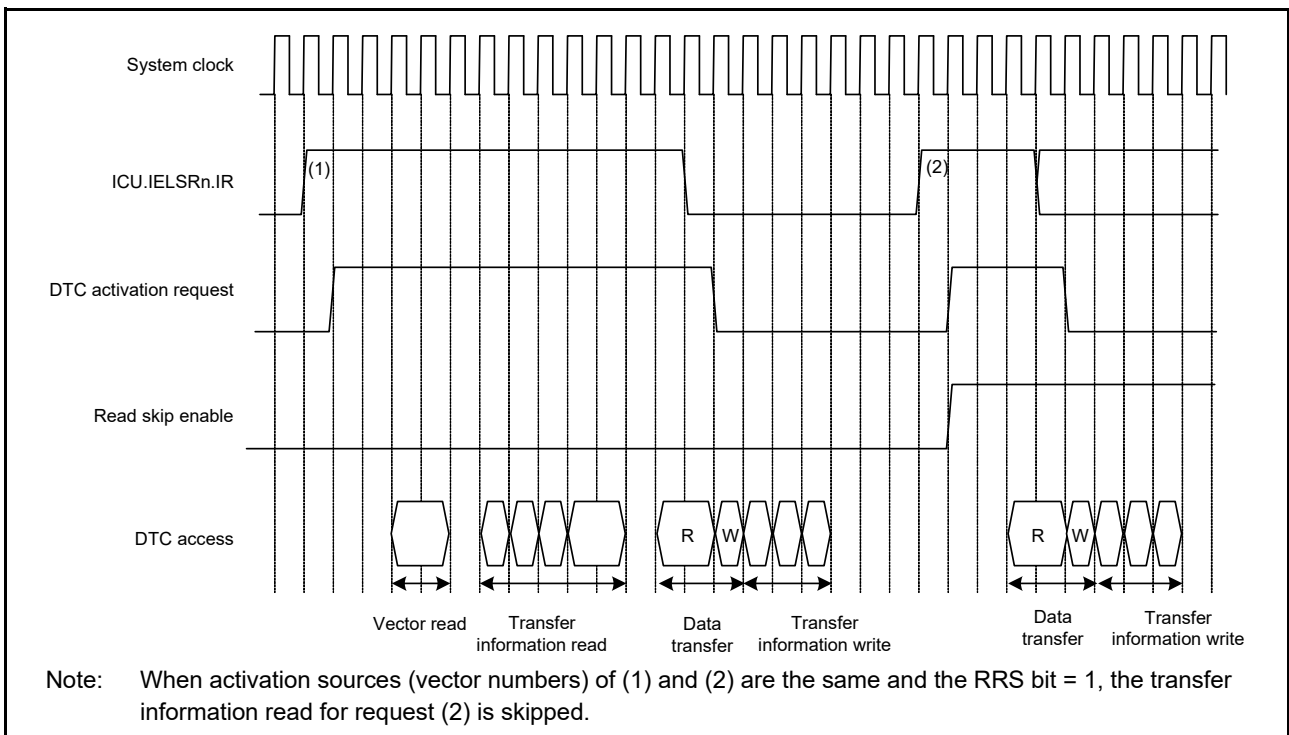 System clock
ICU.IELSRn.IR
(1)
(2)
DTC activation request
Read skip enable
DTC access
R
W
R
W
Vector read
Transfer
information read
Data
transfer
Transfer
information write
Data
transfer
Transfer
information write
Note: When activation sources (vector numbers) of (1) and (2) are the same and the RRS bit = 1, the transfer
information read for request (2) is skipped.